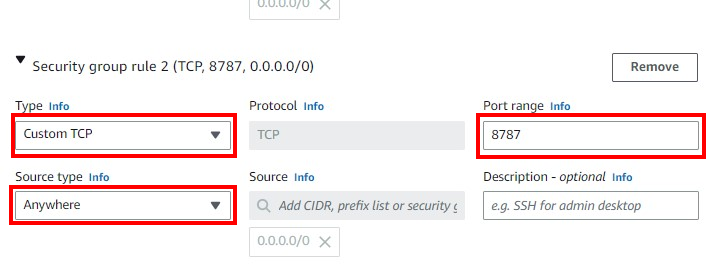 0.0.0.0/0 ✕
Security group rule 2 (TCP, 8787, 0.0.0.0/0)
Remove
Type Info
Protocol
Port range Info
Custom TCP
TCP
8787
Source type Info
Source Info
Description - optional Info
Anywhere
Add CIDR, prefix list or security g
e.g. SSH for admin desktop
0.0.0.0/0 ✕